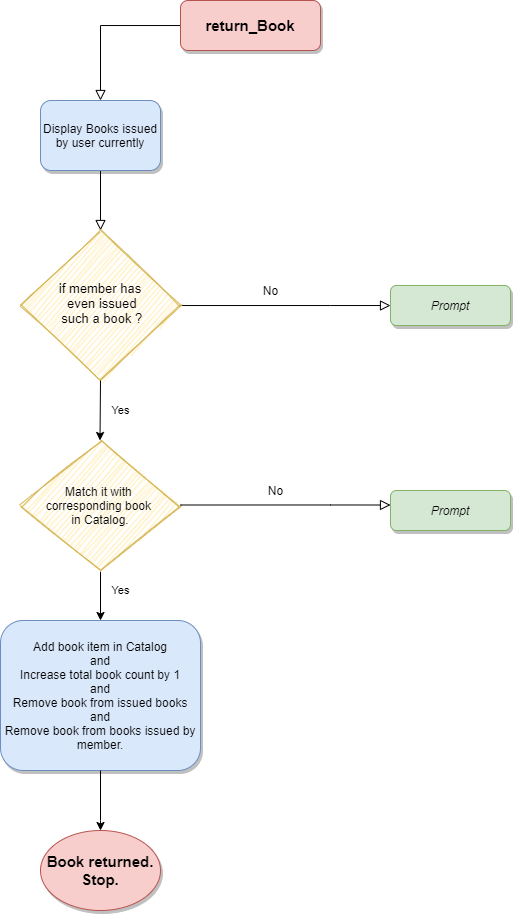 return_Book
Display Books issued
by user currently
if member has
even issued
such a book ?
No
Prompt
Yes
Match it with
corresponding book
in Catalog.
No
Prompt
Yes
Add book item in Catalog
and
Increase total book count by 1
and
Remove book from issued books
and
Remove book from books issued by
member.
Book returned.
Stop.